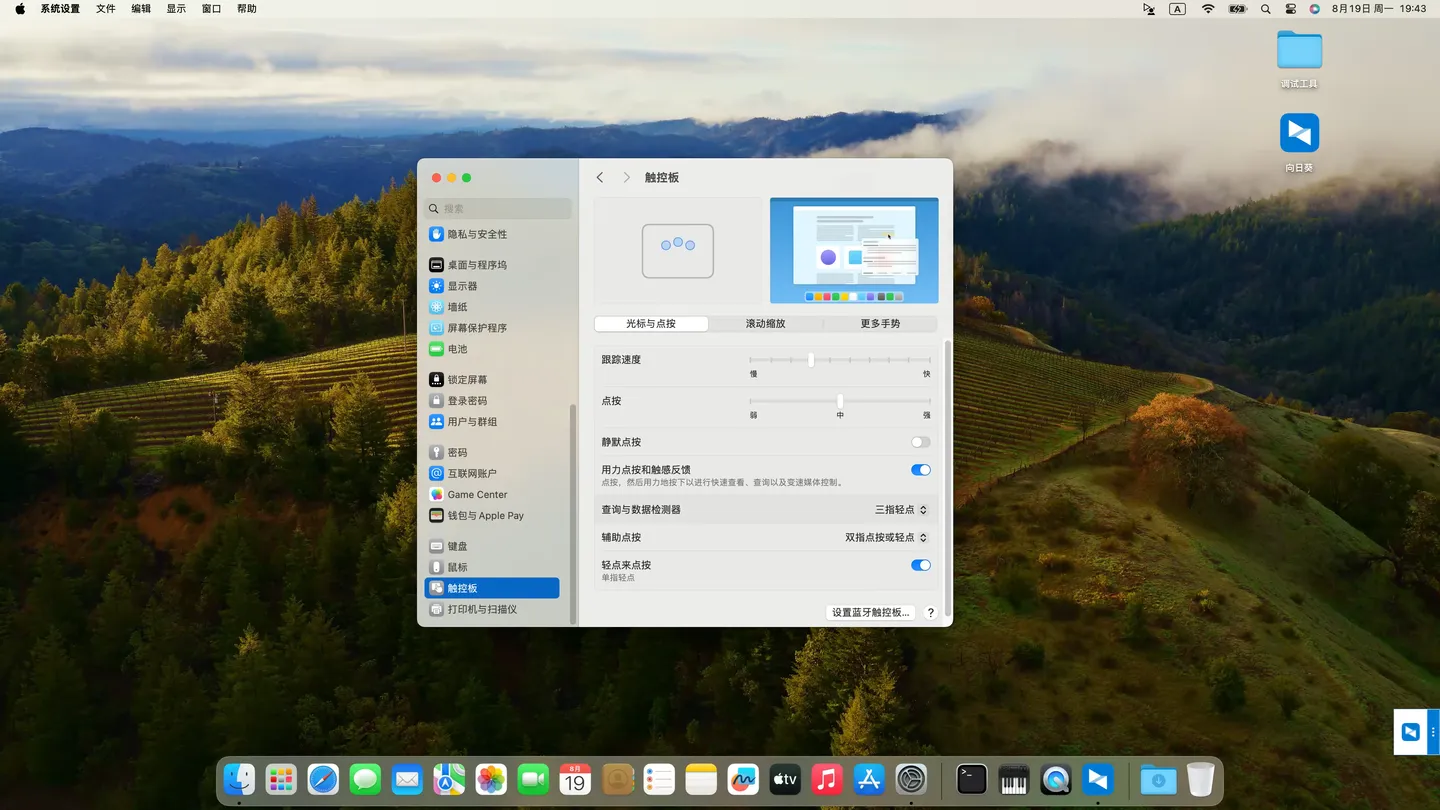 系统设置 文件 编辑 显示 窗口 帮助 A 8月19日 周一 19:43
调试工具
向日葵
触控板
搜索
隐私与安全性
桌面与程序坞
显示器
墙纸
屏幕保护程序
电池
锁定屏幕
登录密码
用户与群组
密码
互联网账户
Game Center
钱包与 Apple Pay
键盘
鼠标
触控板
打印机与扫描仪
光标与点按 滚动缩放 更多手势
跟踪速度
慢 快
点按
弱 中 强
静默点按
用力点按和触感反馈
点按，然后用力地按下以进行快速查看、查询以及变速媒体控制。
查询与数据检测器 三指轻点
辅助点按 双指点按或轻点
轻点来点按
单指轻点
设置蓝牙触控板... ?
8月
19
tv